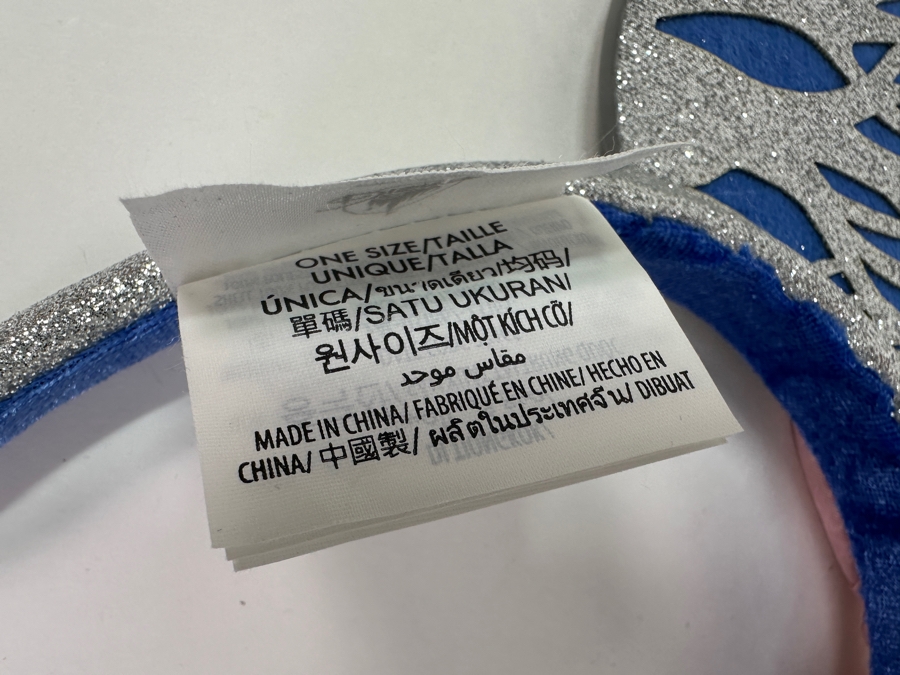 ONE SIZE/TAILLE
UNIQUE/TALLA
ÚNICA/ขนาดเดียว/均码/
單碼/SATU UKURAN/
원사이즈/MỘT KÍCH CỠ/
مقاس موحد
MADE IN CHINA/ FABRIQUÉ EN CHINE/ HECHO EN
CHINA/ 中國製/ ผลิตในประเทศจีน/ DIBUAT